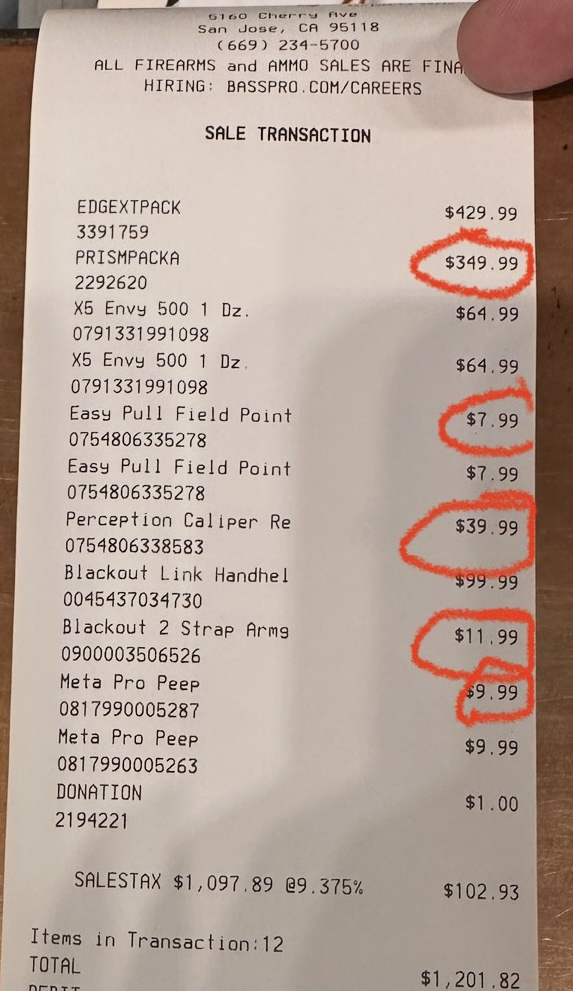 6160 Cherry Ave
San Jose, CA 95118
(669) 234-5700
ALL FIREARMS and AMMO SALES ARE FINA
HIRING: BASSPRO.COM/CAREERS
SALE TRANSACTION
EDGEXTPACK $429.99
3391759
PRISMPACKA $349.99
2292620
X5 Envy 500 1 Dz. $64.99
0791331991098
X5 Envy 500 1 Dz. $64.99
0791331991098
Easy Pull Field Point $7.99
0754806335278
Easy Pull Field Point $7.99
0754806335278
Perception Caliper Re $39.99
0754806338583
Blackout Link Handhel $99.99
0045437034730
Blackout 2 Strap Armg $11.99
0900003506526
Meta Pro Peep $9.99
0817990005287
Meta Pro Peep $9.99
0817990005263
DONATION $1.00
2194221
SALESTAX $1,097.89 @9.375% $102.93
Items in Transaction:12
TOTAL $1,201.82